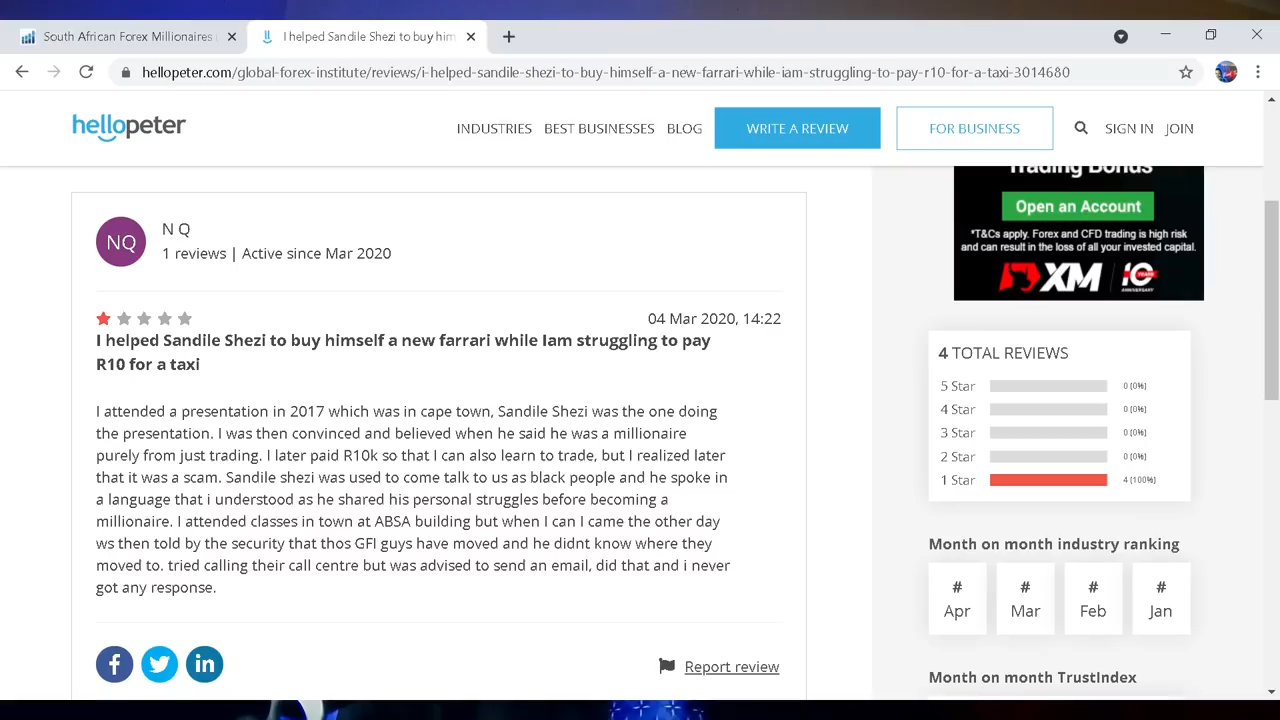 South African Forex Millionaires
I helped Sandile Shezi to buy him
hellopeter.com/global-forex-institute/reviews/i-helped-sandile-shezi-to-buy-himself-a-new-farrari-while-iam-struggling-to-pay-r10-for-a-taxi-3014680
hellopeter
INDUSTRIES BEST BUSINESSES BLOG WRITE A REVIEW FOR BUSINESS SIGN IN JOIN
NQ
N Q
1 reviews | Active since Mar 2020
04 Mar 2020, 14:22
I helped Sandile Shezi to buy himself a new farrari while Iam struggling to pay
R10 for a taxi
I attended a presentation in 2017 which was in cape town, Sandile Shezi was the one doing
the presentation. I was then convinced and believed when he said he was a millionaire
purely from just trading. I later paid R10k so that I can also learn to trade, but I realized later
that it was a scam. Sandile shezi was used to come talk to us as black people and he spoke in
a language that i understood as he shared his personal struggles before becoming a
millionaire. I attended classes in town at ABSA building but when I can I came the other day
ws then told by the security that thos GFI guys have moved and he didnt know where they
moved to. tried calling their call centre but was advised to send an email, did that and i never
got any response.
Report review
Trading Bonus
Open an Account
*T&Cs apply. Forex and CFD trading is high risk
and can result in the loss of all your invested capital.
XM 10 YEARS
ANNIVERSARY
4 TOTAL REVIEWS
5 Star 0 (0%)
4 Star 0 (0%)
3 Star 0 (0%)
2 Star 0 (0%)
1 Star 4 (100%)
Month on month industry ranking
# # # #
Apr Mar Feb Jan
Month on month TrustIndex